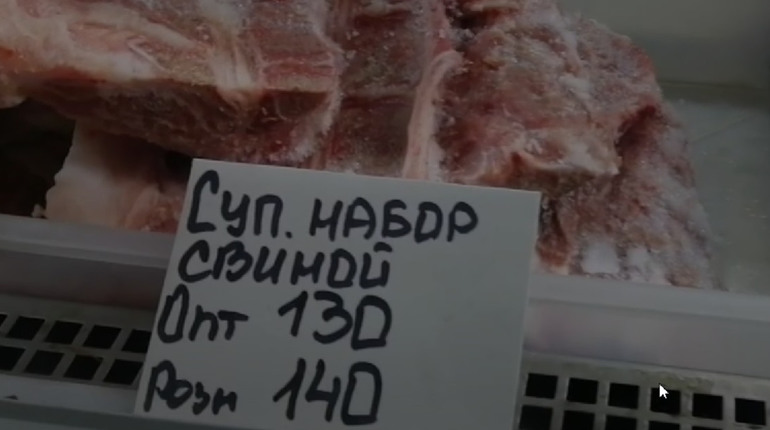 Суп. НАБОР
СВИНОЙ
Опт 130
Розн 140